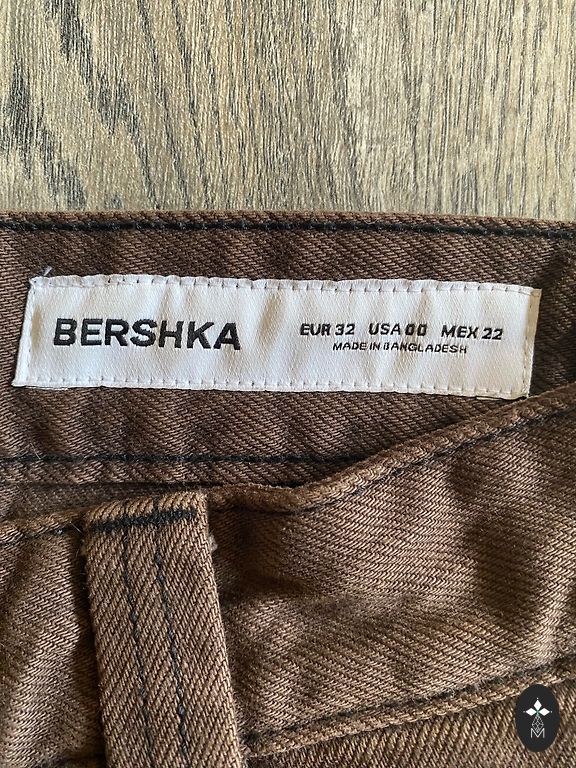 BERSHKA
EUR 32 USA 00 MEX 22
MADE IN BANGLADESH
M